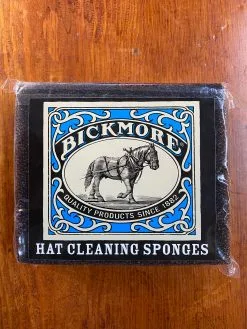 BICKMORE
QUALITY PRODUCTS SINCE 1882
HAT CLEANING SPONGES